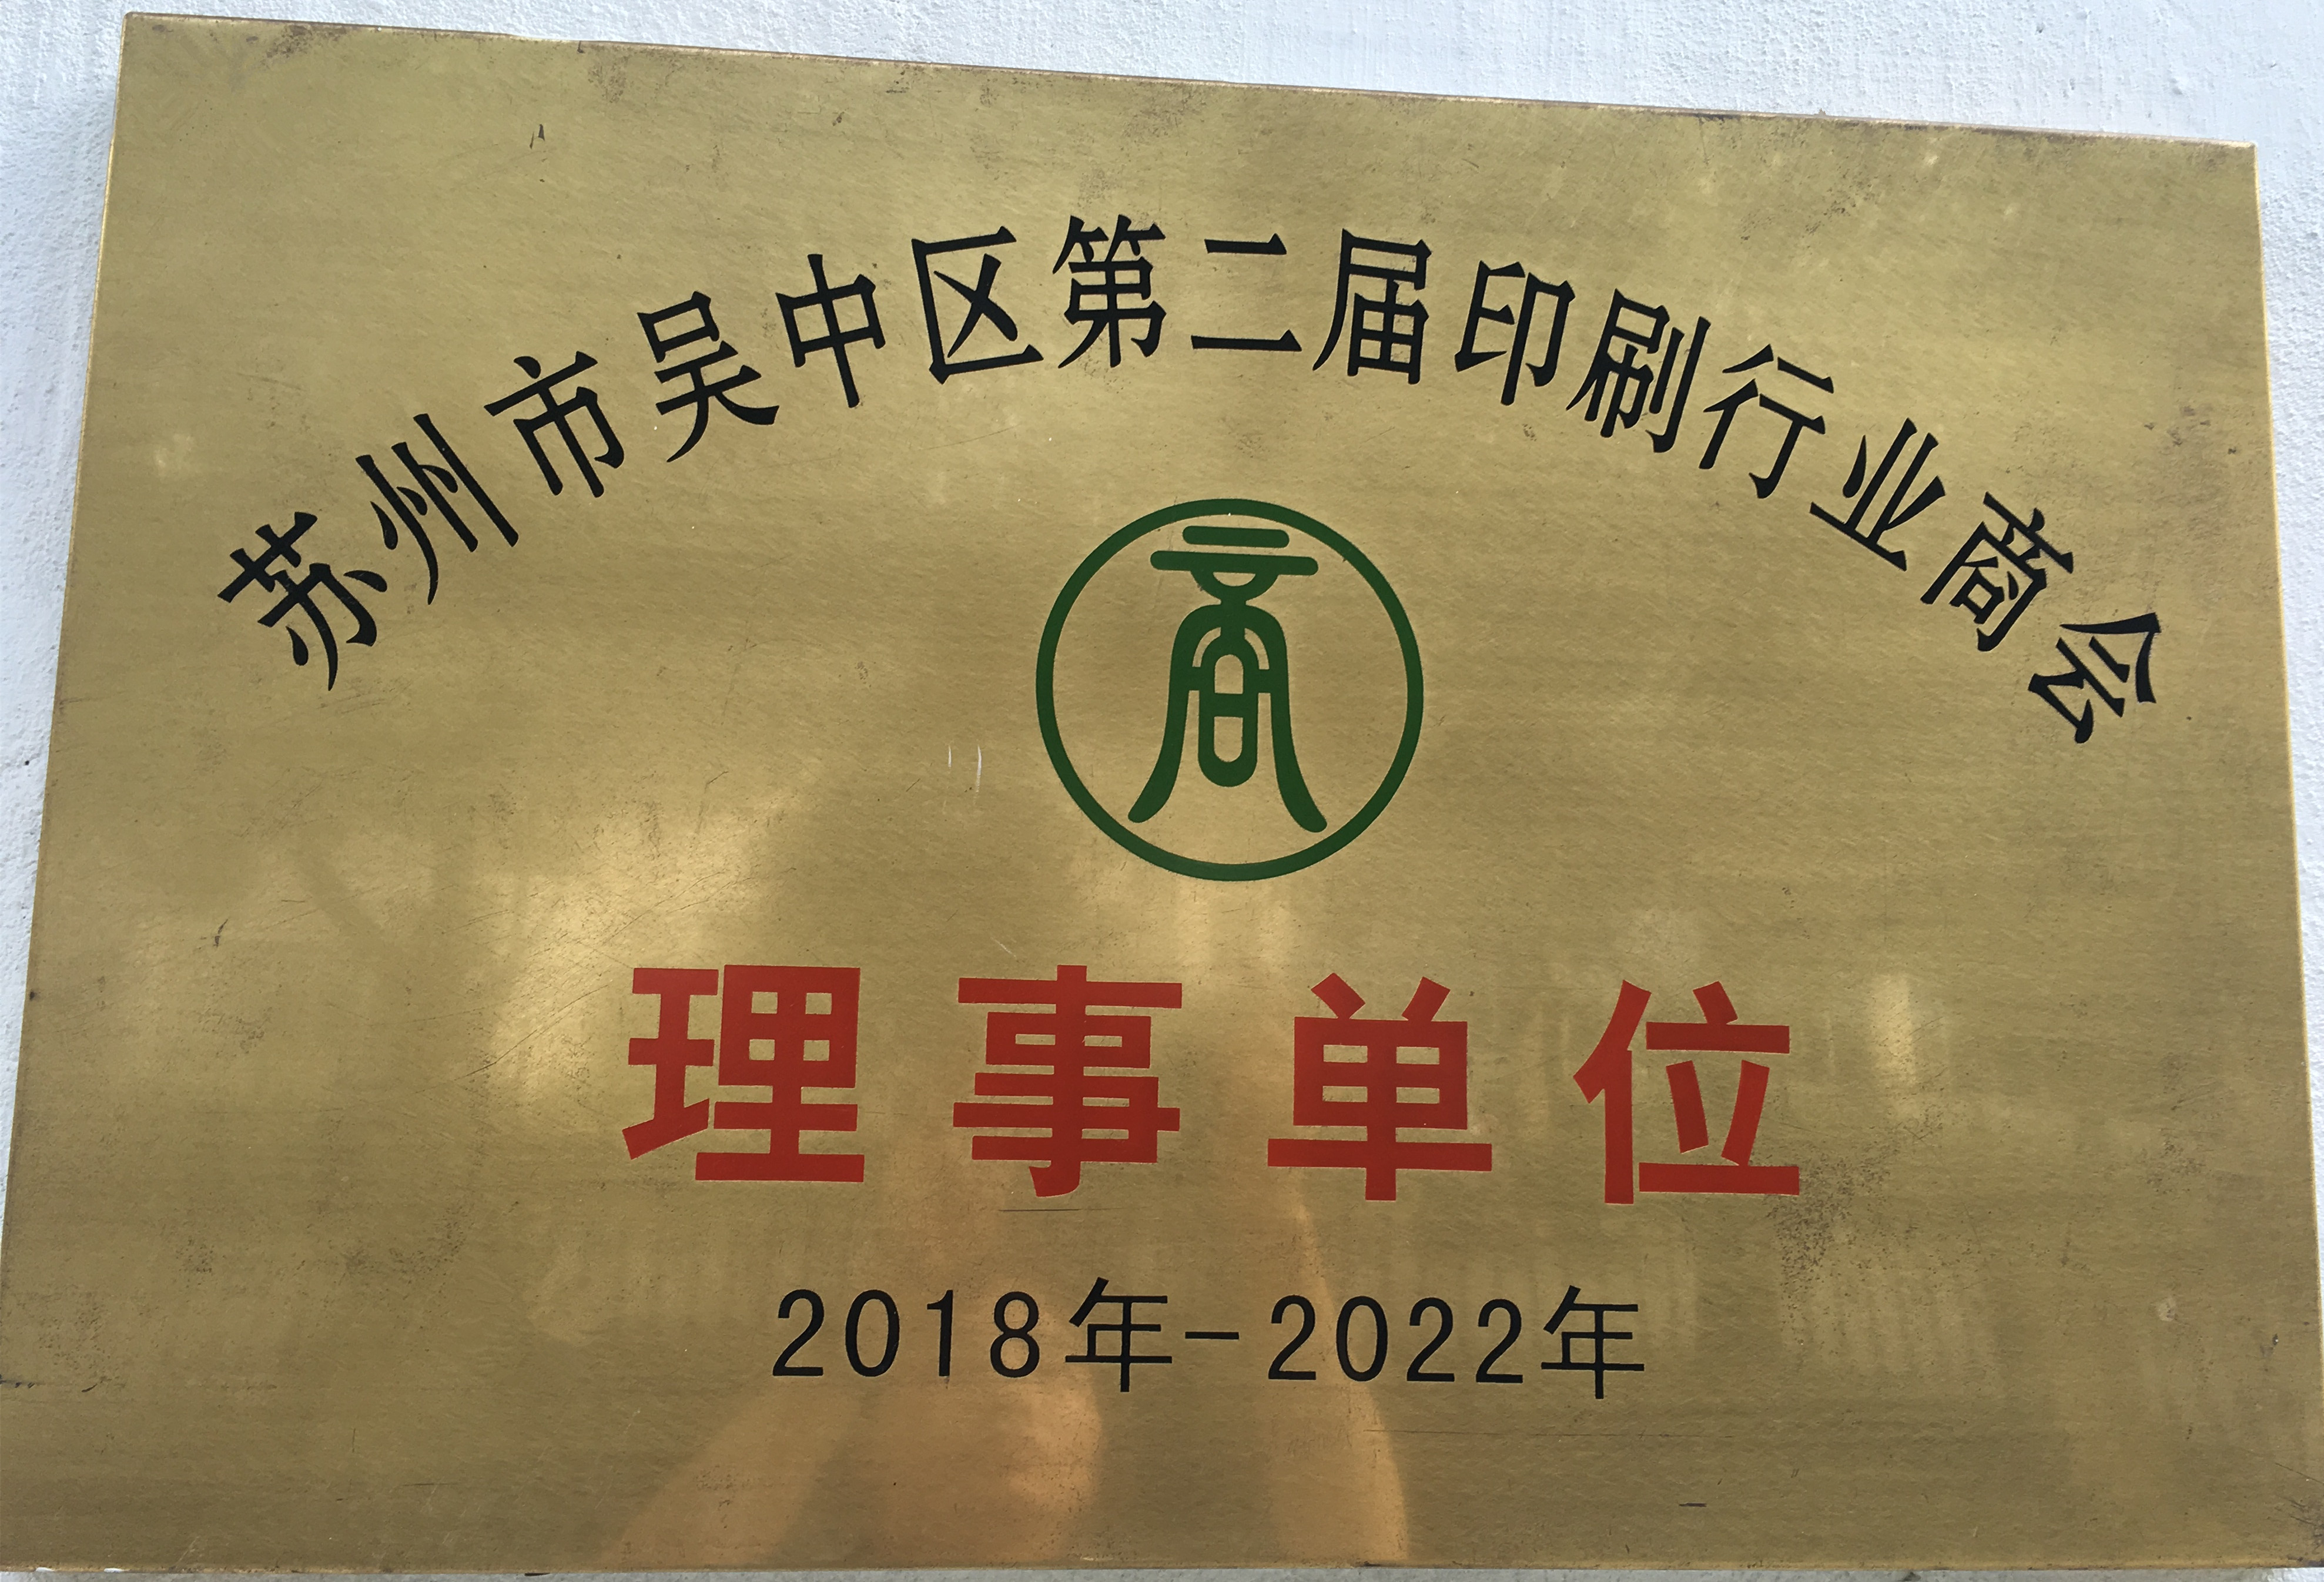 苏州市吴中区第二届印刷行业商会
商
理事单位
2018年-2022年